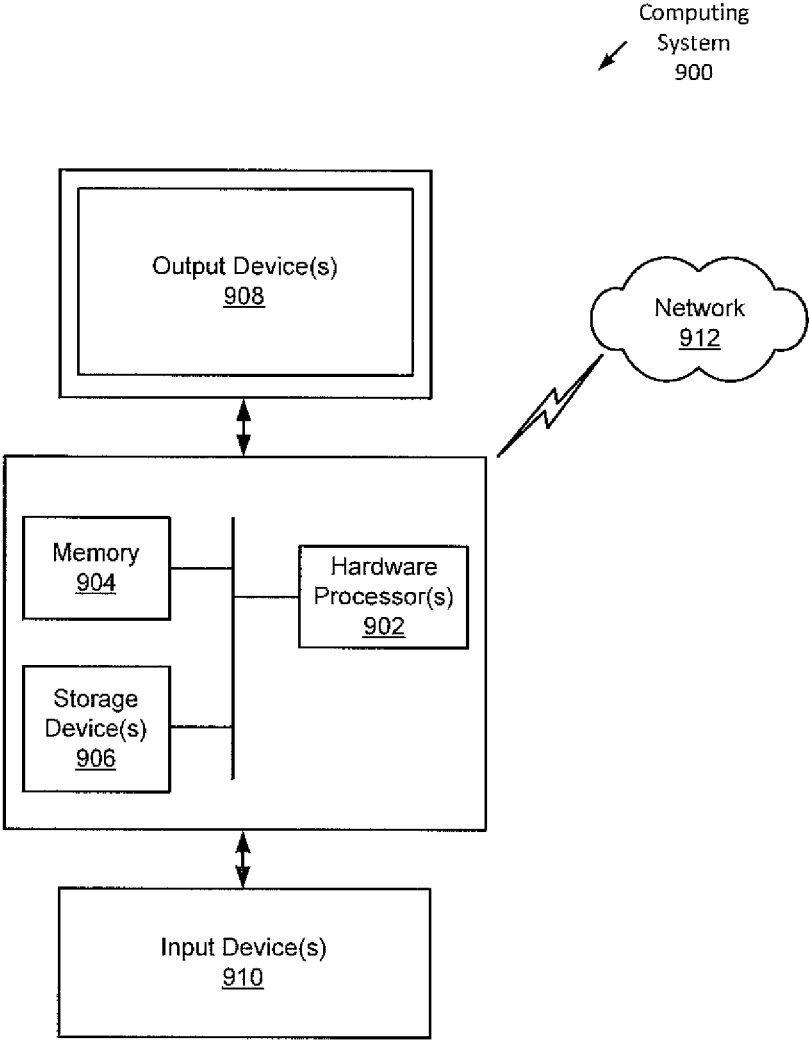 Computing
System
900
Output Device(s)
908
Network
912
Memory
904
Hardware
Processor(s)
902
Storage
Device(s)
906
Input Device(s)
910